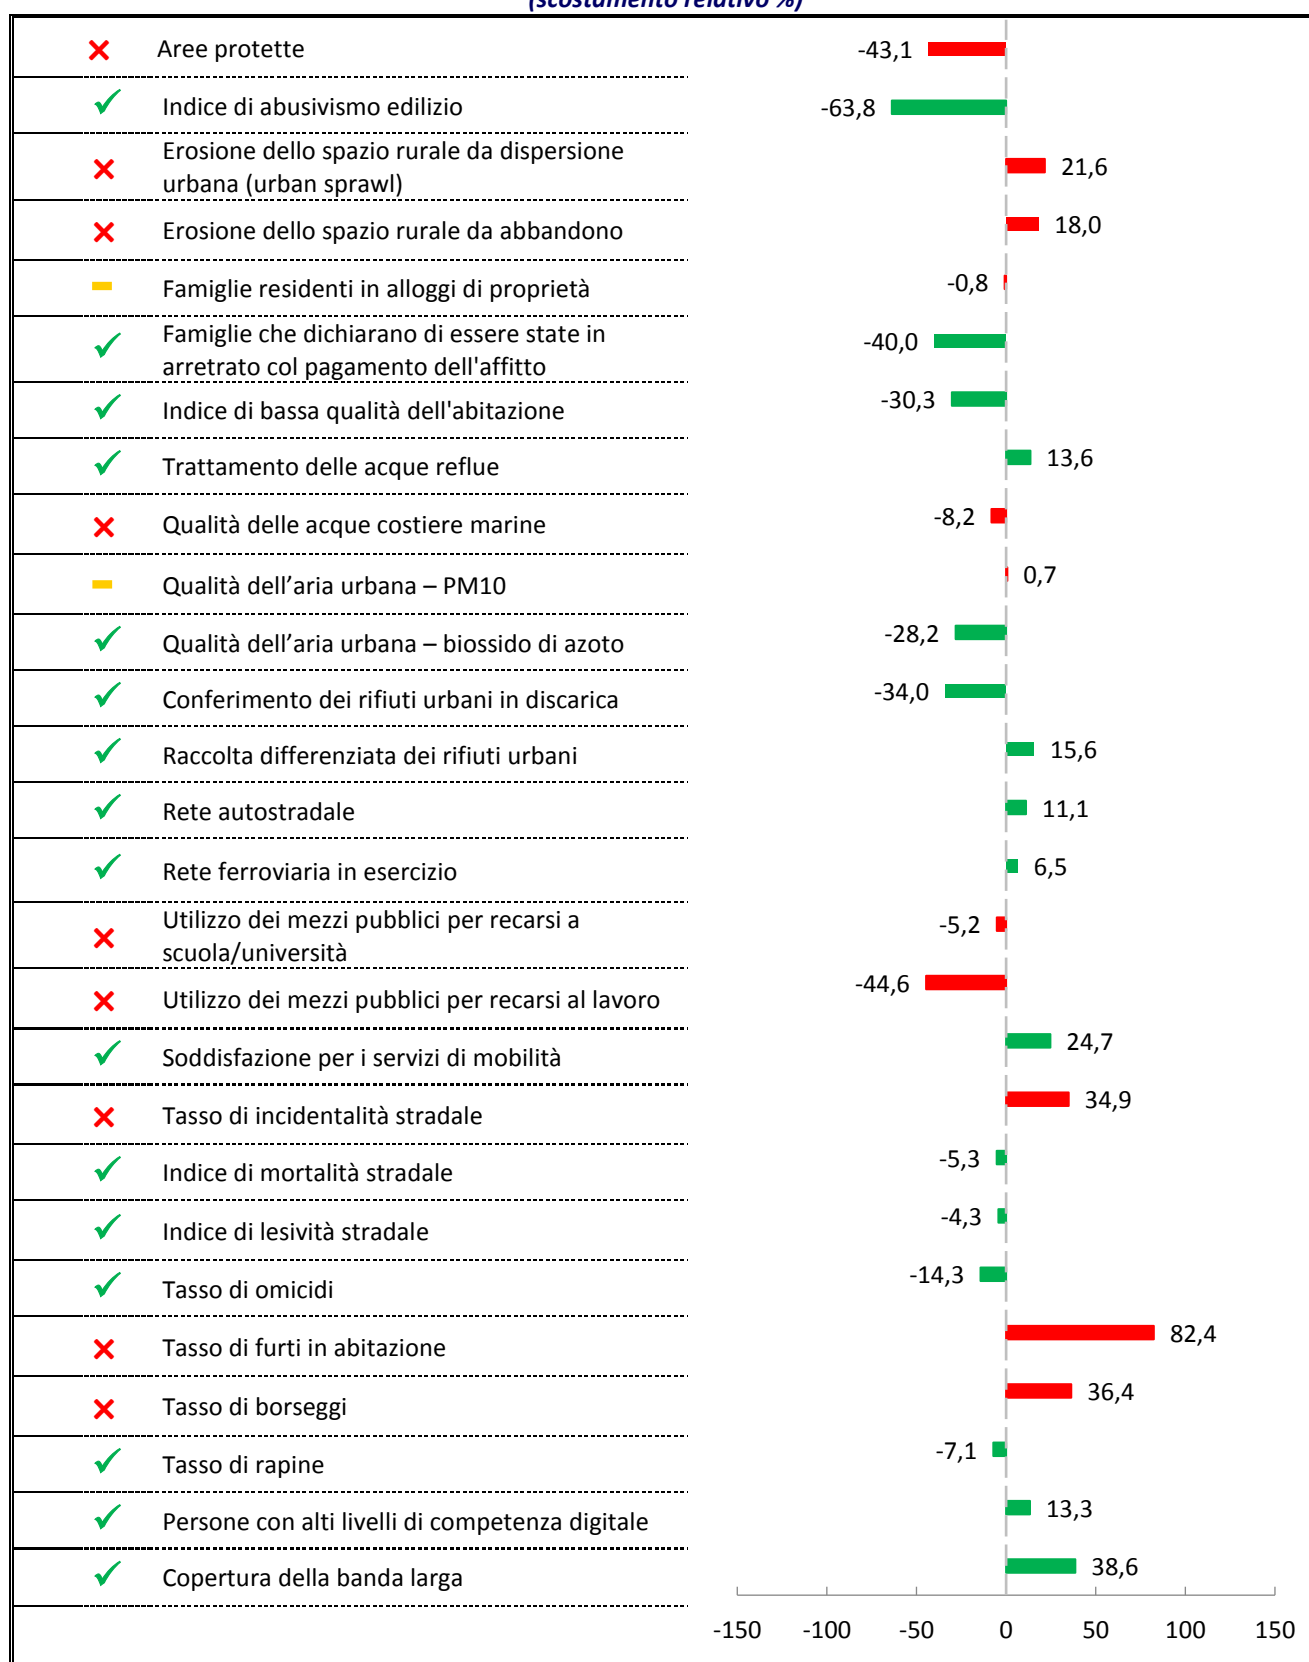 (scostamento relativo %)
Aree protette
-43,1
Indice di abusivismo edilizio
-63,8
Erosione dello spazio rurale da dispersione
urbana (urban sprawl)
21,6
Erosione dello spazio rurale da abbandono
18,0
Famiglie residenti in alloggi di proprietà
-0,8
Famiglie che dichiarano di essere state in
arretrato col pagamento dell'affitto
-40,0
Indice di bassa qualità dell'abitazione
-30,3
Trattamento delle acque reflue
13,6
Qualità delle acque costiere marine
-8,2
Qualità dell’aria urbana – PM10
0,7
Qualità dell’aria urbana – biossido di azoto
-28,2
Conferimento dei rifiuti urbani in discarica
-34,0
Raccolta differenziata dei rifiuti urbani
15,6
Rete autostradale
11,1
Rete ferroviaria in esercizio
6,5
Utilizzo dei mezzi pubblici per recarsi a
scuola/università
-5,2
Utilizzo dei mezzi pubblici per recarsi al lavoro
-44,6
Soddisfazione per i servizi di mobilità
24,7
Tasso di incidentalità stradale
34,9
Indice di mortalità stradale
-5,3
Indice di lesività stradale
-4,3
Tasso di omicidi
-14,3
Tasso di furti in abitazione
82,4
Tasso di borseggi
36,4
Tasso di rapine
-7,1
Persone con alti livelli di competenza digitale
13,3
Copertura della banda larga
38,6
-150 -100 -50 0 50 100 150